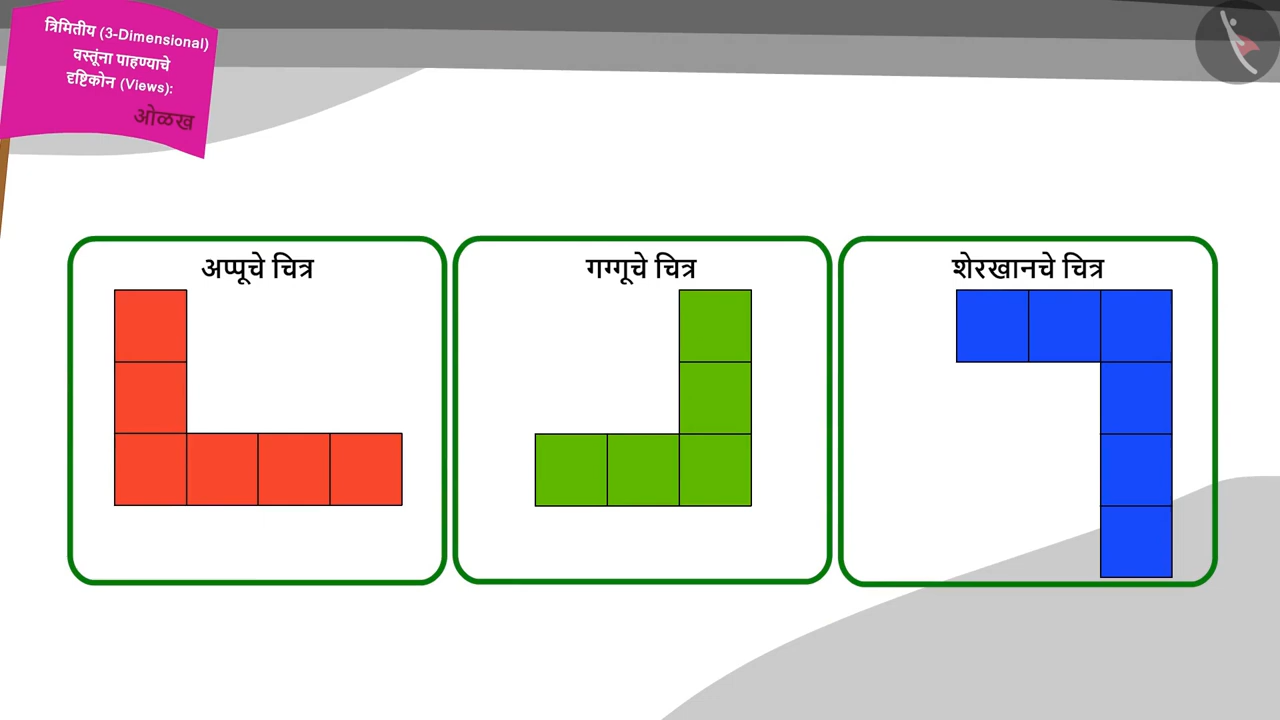 त्रिमितीय (3-Dimensional)
वस्तूंना पाहण्याचे
दृष्टिकोन (Views):
ओळख
अप्पूचे चित्र
गग्गूचे चित्र
शेरखानचे चित्र